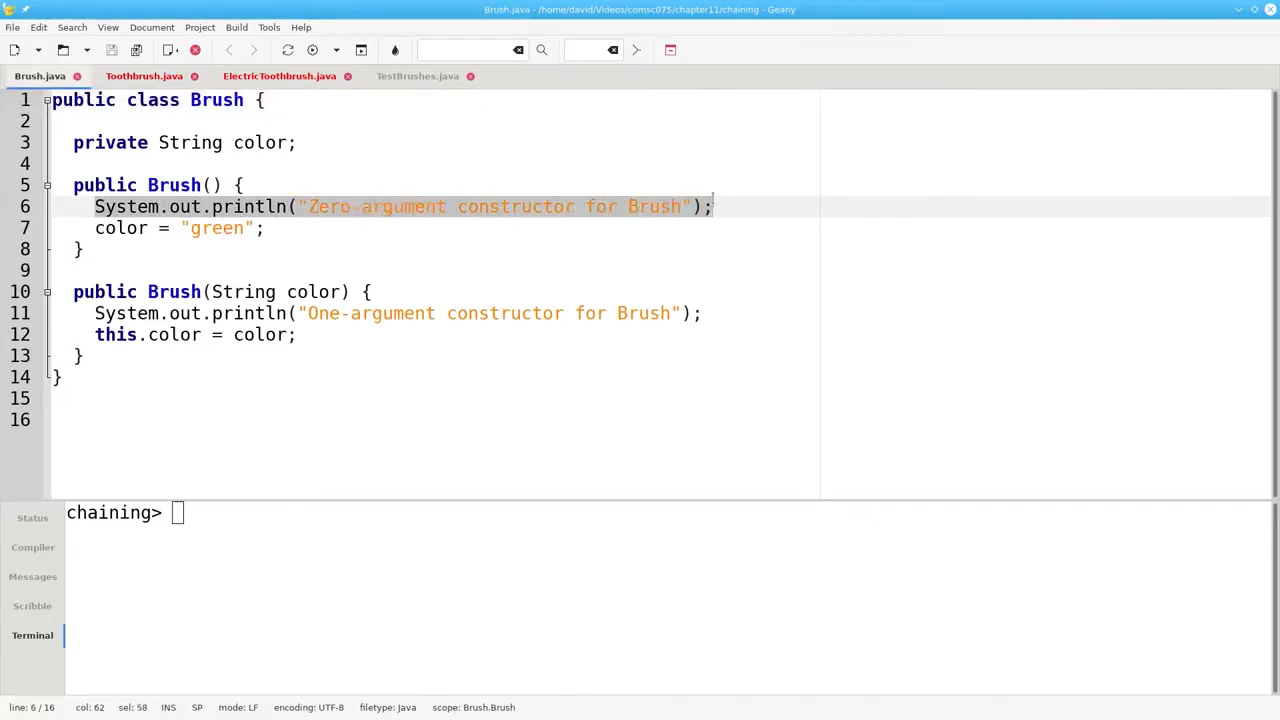 Brush.java - /home/david/Videos/comsc075/chapter11/chaining - Geany
File Edit Search View Document Project Build Tools Help
Brush.java Toothbrush.java ElectricToothbrush.java TestBrushes.java
1 public class Brush {
2
3 private String color;
4
5 public Brush() {
6 System.out.println("Zero-argument constructor for Brush");
7 color = "green";
8 }
9
10 public Brush(String color) {
11 System.out.println("One-argument constructor for Brush");
12 this.color = color;
13 }
14 }
15
16
Status
Compiler
Messages
Scribble
Terminal
chaining>
line: 6 / 16 col: 62 sel: 58 INS SP mode: LF encoding: UTF-8 filetype: Java scope: Brush.Brush